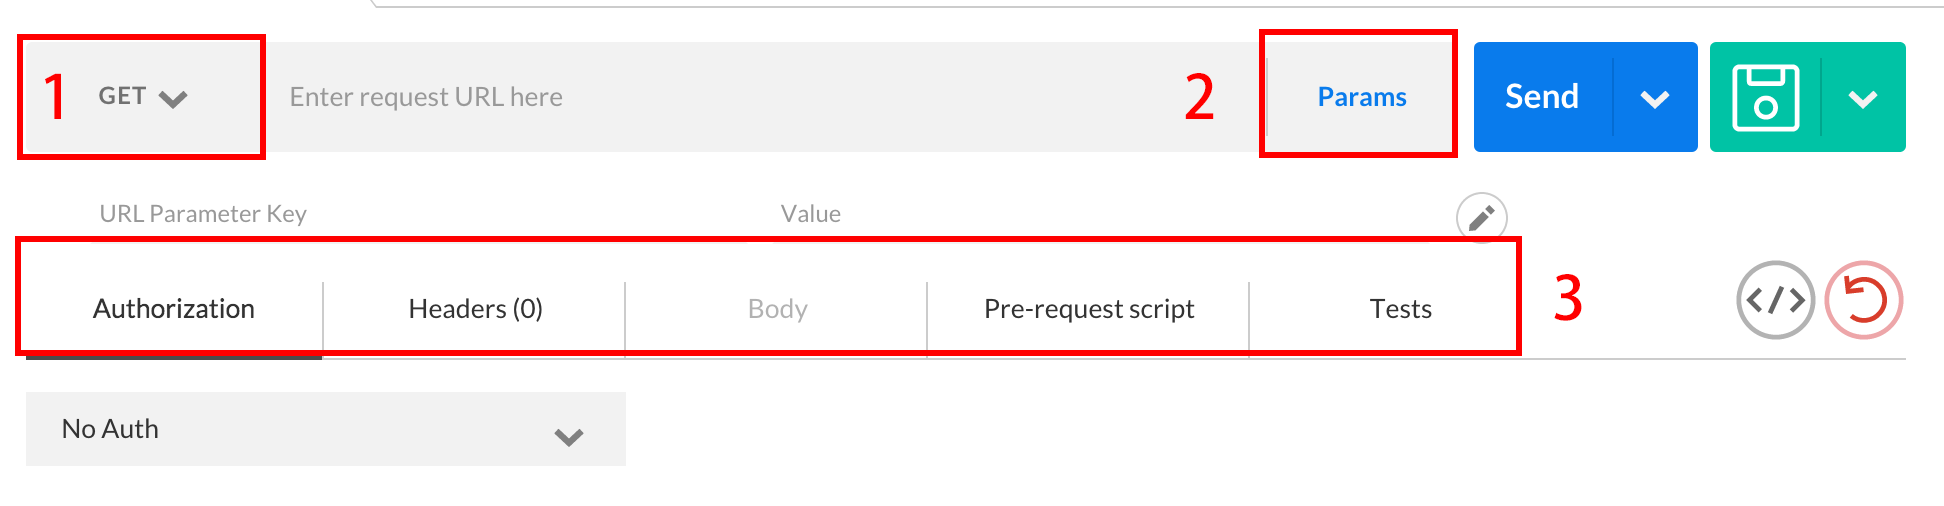 1 GET Enter request URL here 2 Params Send
URL Parameter Key Value
Authorization Headers (0) Body Pre-request script Tests 3
No Auth